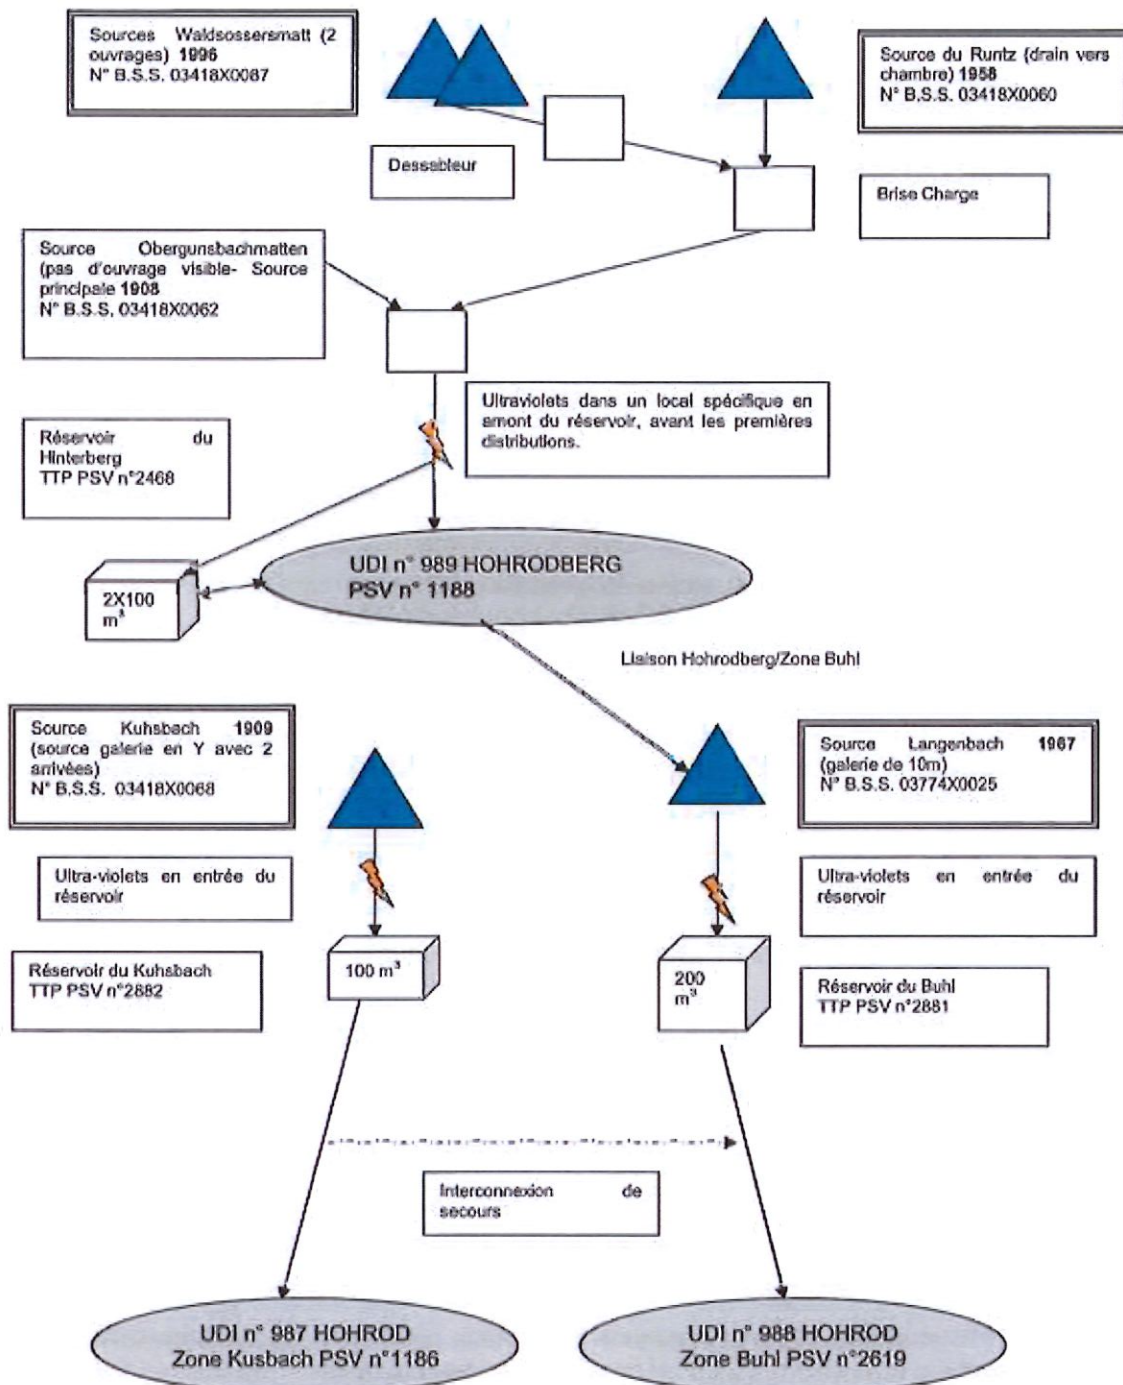 Sources Waldsossersmatt (2
ouvrages) 1996
N° B.S.S. 03418X0087
Source du Runtz (drain vers
chambre) 1958
N° B.S.S. 03418X0060
Dessableur
Brise Charge
Source Obergunsbachmatten
(pas d'ouvrage visible- Source
principale 1908
N° B.S.S. 03418X0062
Ultraviolets dans un local spécifique en
amont du réservoir, avant les premières
distributions.
Réservoir du
Hinterberg
TTP PSV n°2468
UDI n° 989 HOHRODBERG
PSV n° 1188
2X100
m³
Liaison Hohrodberg/Zone Buhl
Source Kuhsbach 1909
(source galerie en Y avec 2
arrivées)
N° B.S.S. 03418X0068
Source Langenbach 1967
(galerie de 10m)
N° B.S.S. 03774X0025
Ultra-violets en entrée du
réservoir
Ultra-violets en entrée du
réservoir
Réservoir du Kuhsbach
TTP PSV n°2882
100 m³
200
m³
Réservoir du Buhl
TTP PSV n°2881
Interconnexion de
secours
UDI n° 987 HOHROD
Zone Kusbach PSV n°1186
UDI n° 988 HOHROD
Zone Buhl PSV n°2619